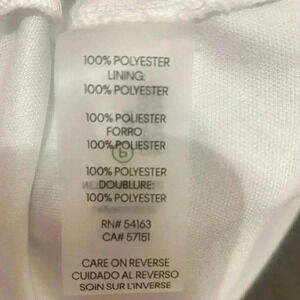 100% POLYESTER
LINING:
100% POLYESTER
100% POLIESTER
FORRO:
100% POLIESTER
100% POLYESTER
DOUBLURE:
100% POLYESTER
RN# 54163
CA# 57151
CARE ON REVERSE
CUIDADO AL REVERSO
SOIN SUR L'INVERSE